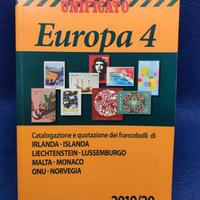 UNIFICATO
Europa 4
Catalogazione e quotazione dei francobolli di
IRLANDA - ISLANDA
LIECHTENSTEIN - LUSSEMBURGO
MALTA - MONACO
ONU - NORVEGIA
2019/20